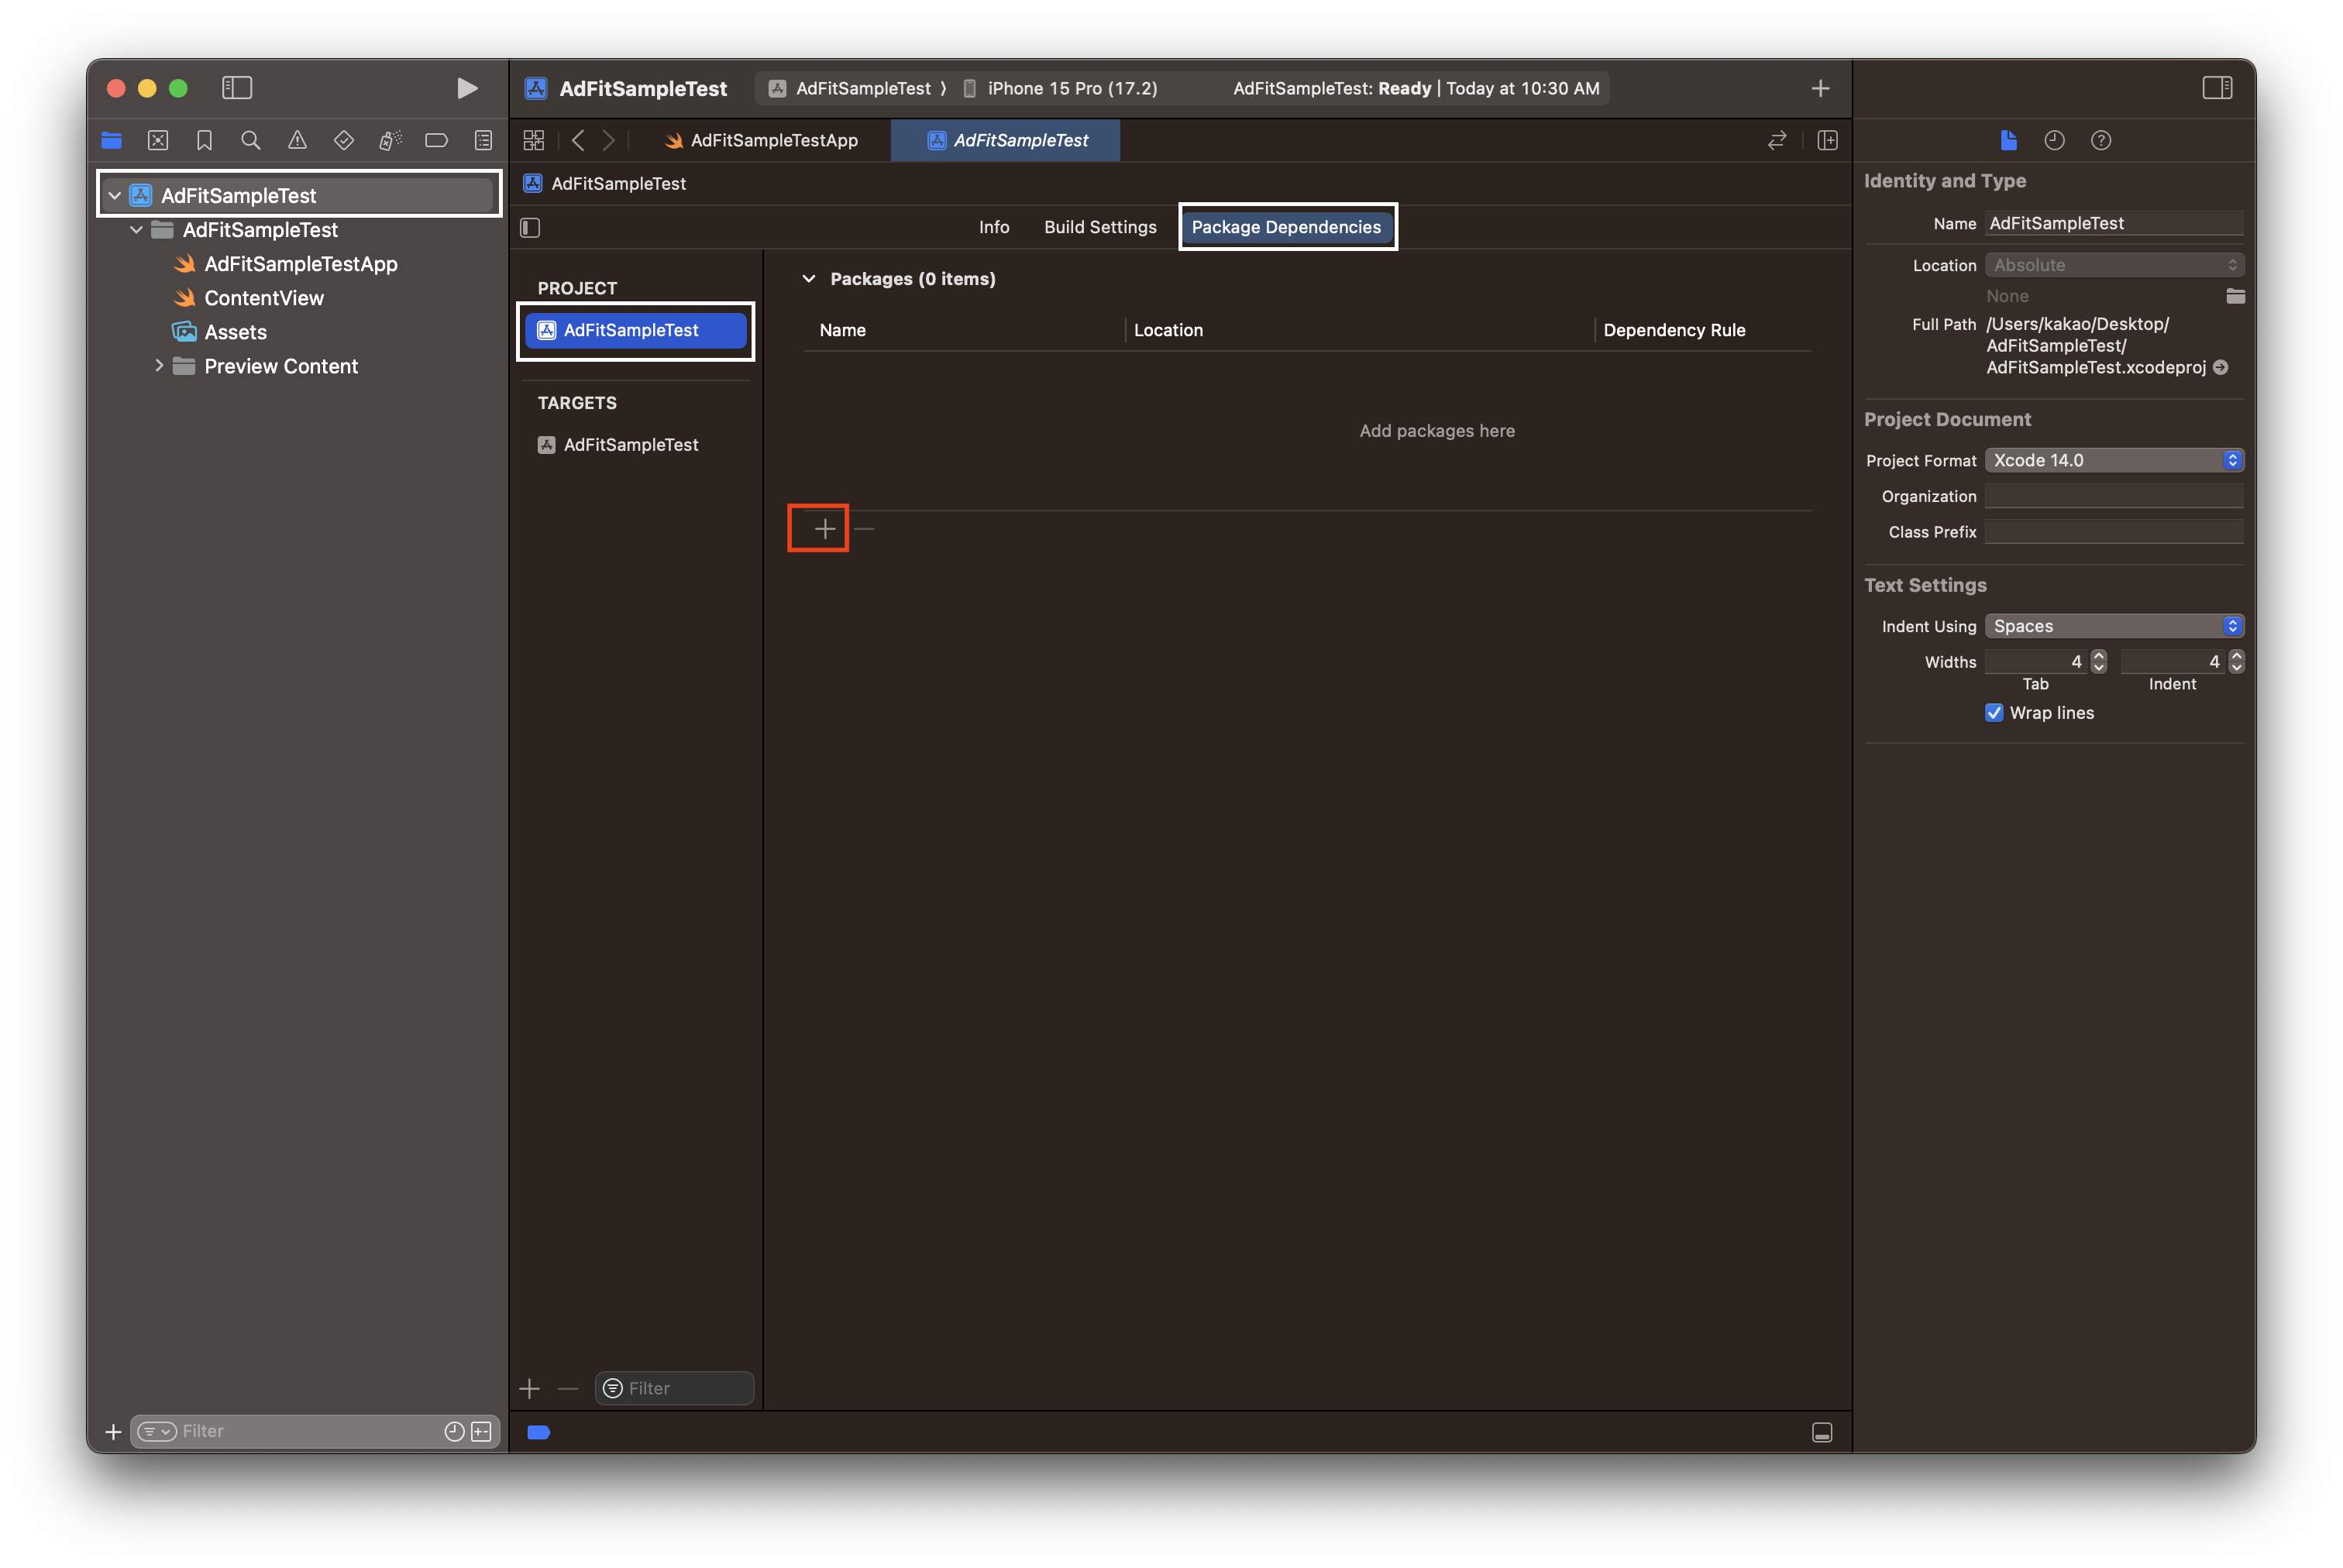 AdFitSampleTest
AdFitSampleTest ⟩ iPhone 15 Pro (17.2)
AdFitSampleTest: Ready | Today at 10:30 AM
AdFitSampleTestApp
AdFitSampleTest
AdFitSampleTest
AdFitSampleTest
AdFitSampleTestApp
ContentView
Assets
Preview Content
Filter
AdFitSampleTest
Info Build Settings Package Dependencies
PROJECT
AdFitSampleTest
TARGETS
AdFitSampleTest
Filter
Packages (0 items)
Name Location Dependency Rule
Add packages here
Identity and Type
Name AdFitSampleTest
Location Absolute
None
Full Path /Users/kakao/Desktop/
AdFitSampleTest/
AdFitSampleTest.xcodeproj
Project Document
Project Format Xcode 14.0
Organization
Class Prefix
Text Settings
Indent Using Spaces
Widths 4 4
Tab Indent
Wrap lines